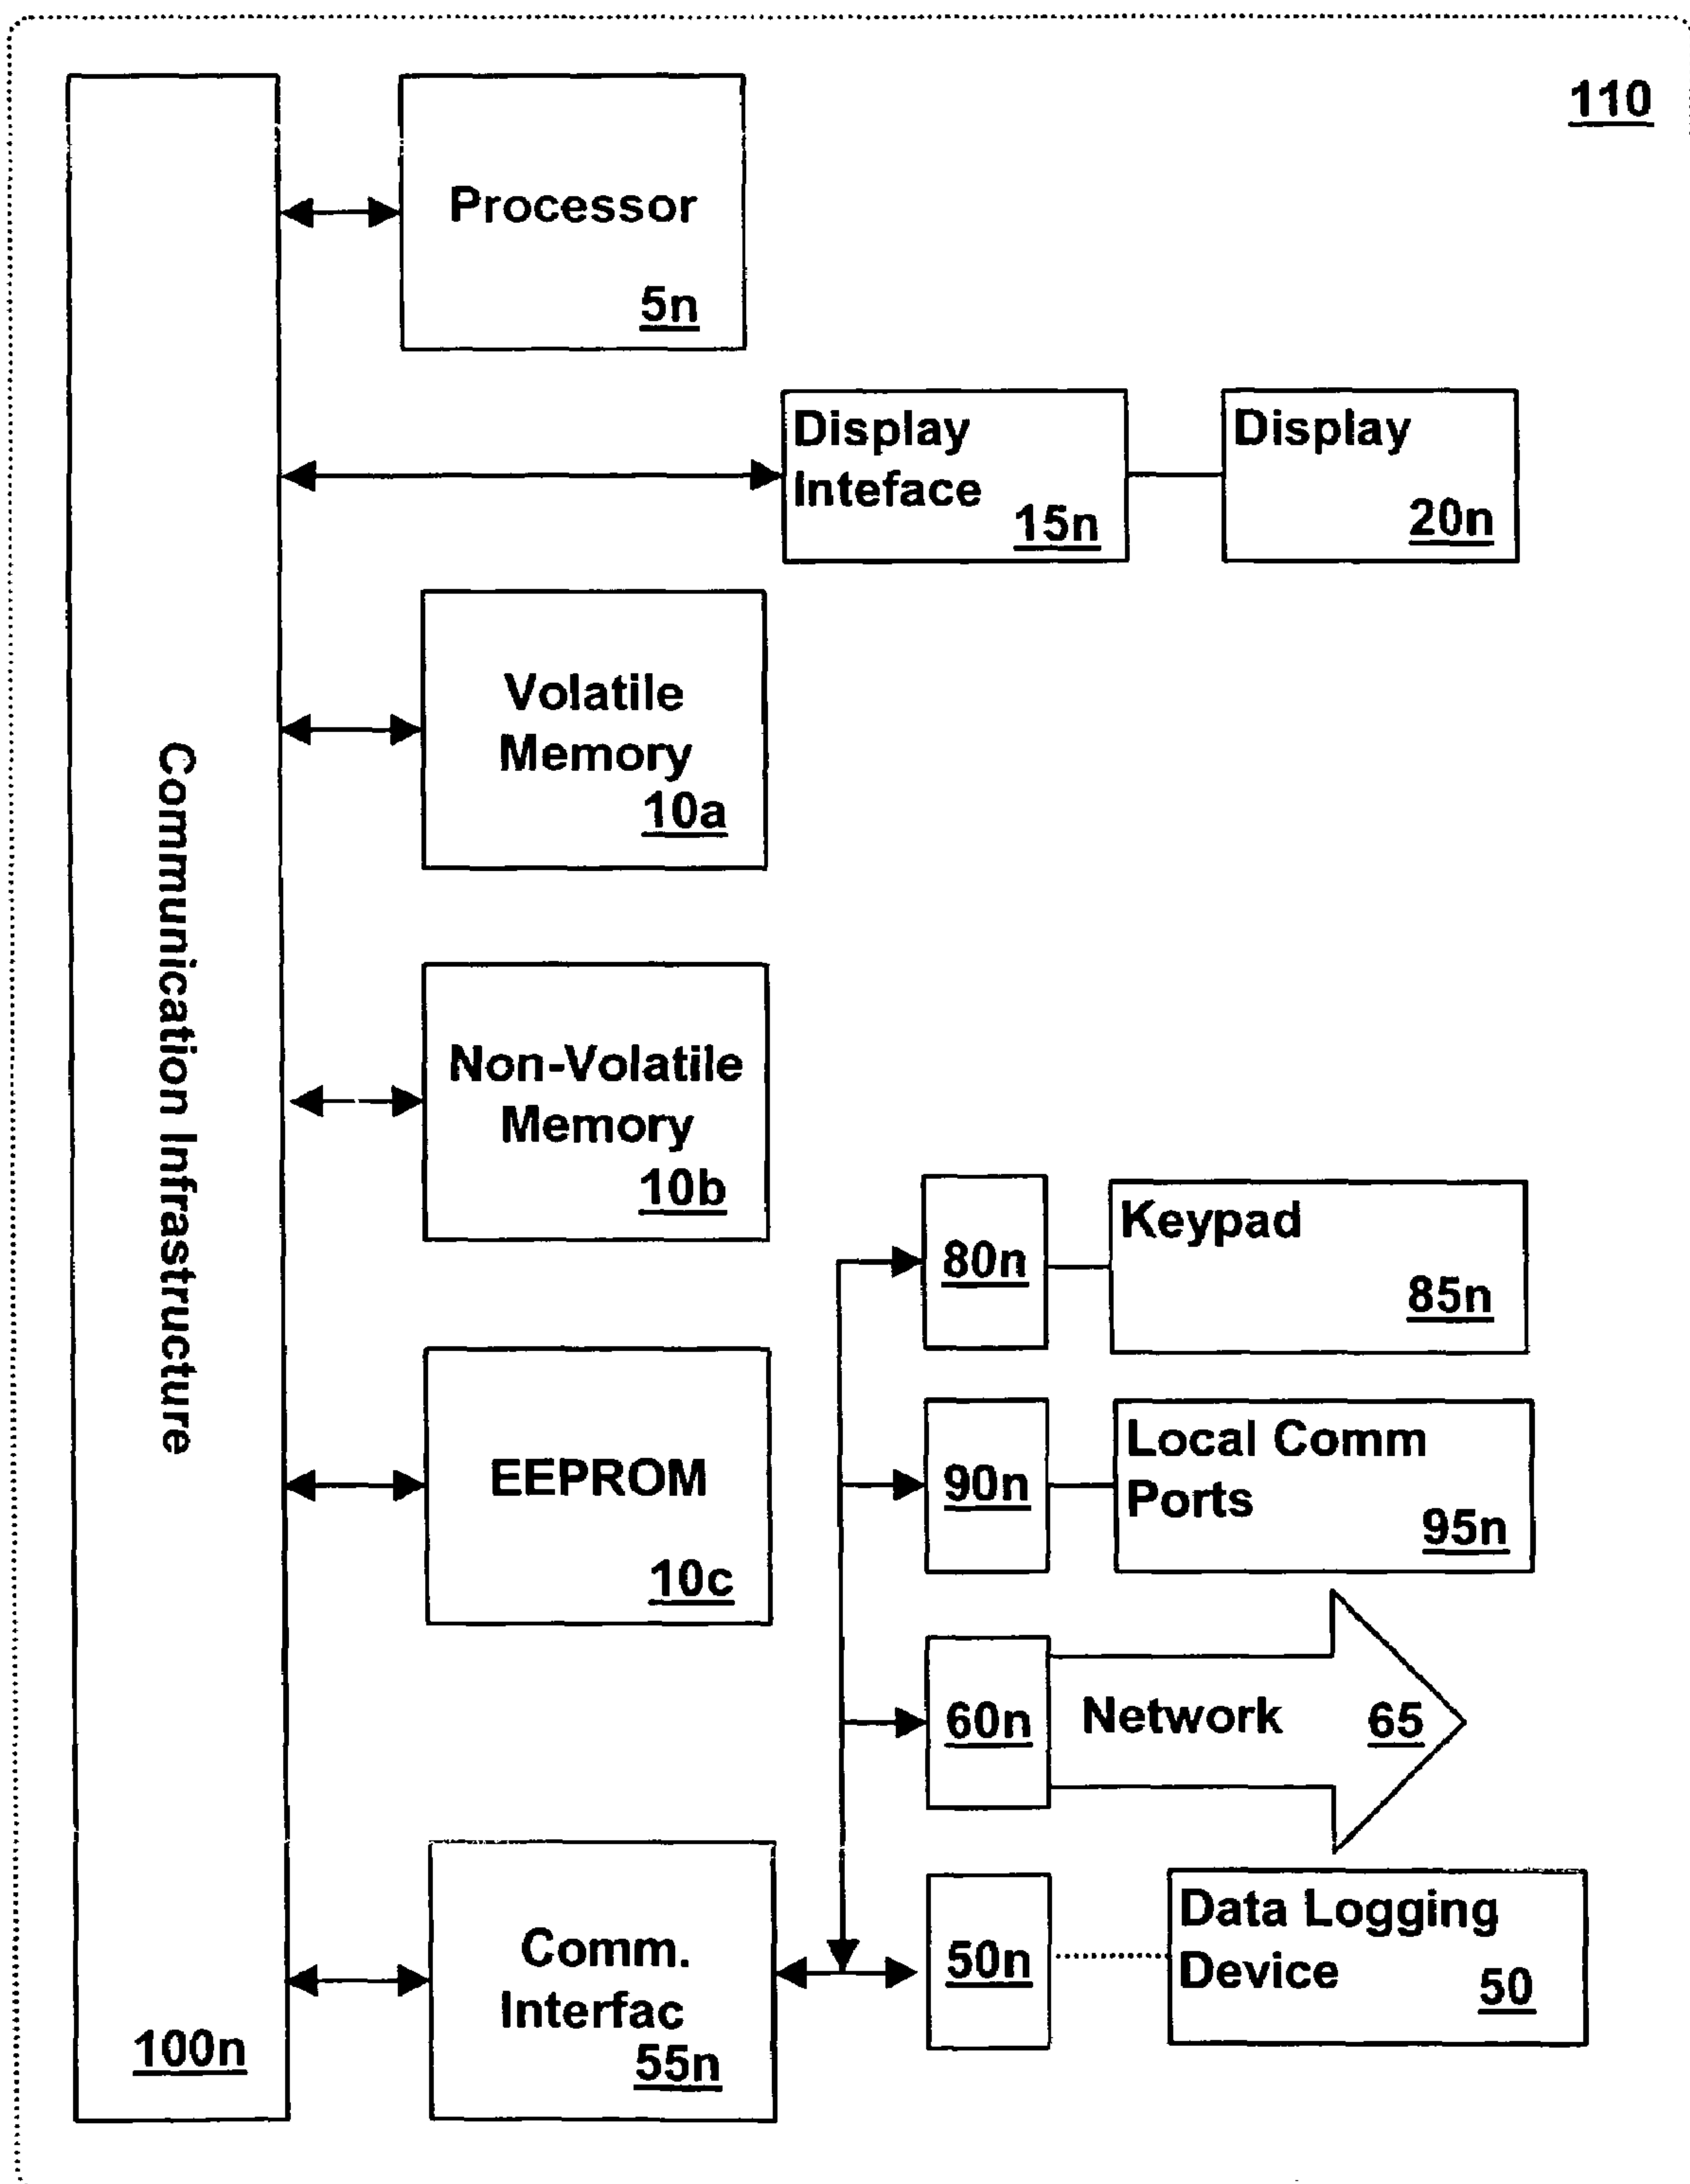 110
Processor
5n
Display
Inteface
15n
Display
20n
Volatile
Memory
10a
Communication Infrastructure
Non-Volatile
Memory
10b
80n
Keypad
85n
EEPROM
10c
90n
Local Comm
Ports
95n
60n
Network
65
Comm.
Interfac
55n
50n
Data Logging
Device
50
100n